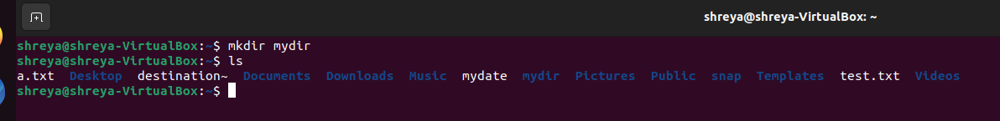 shreya@shreya-VirtualBox: ~
shreya@shreya-VirtualBox:~$ mkdir mydir
shreya@shreya-VirtualBox:~$ ls
a.txt Desktop destination~ Documents Downloads Music mydate mydir Pictures Public snap Templates test.txt Videos
shreya@shreya-VirtualBox:~$